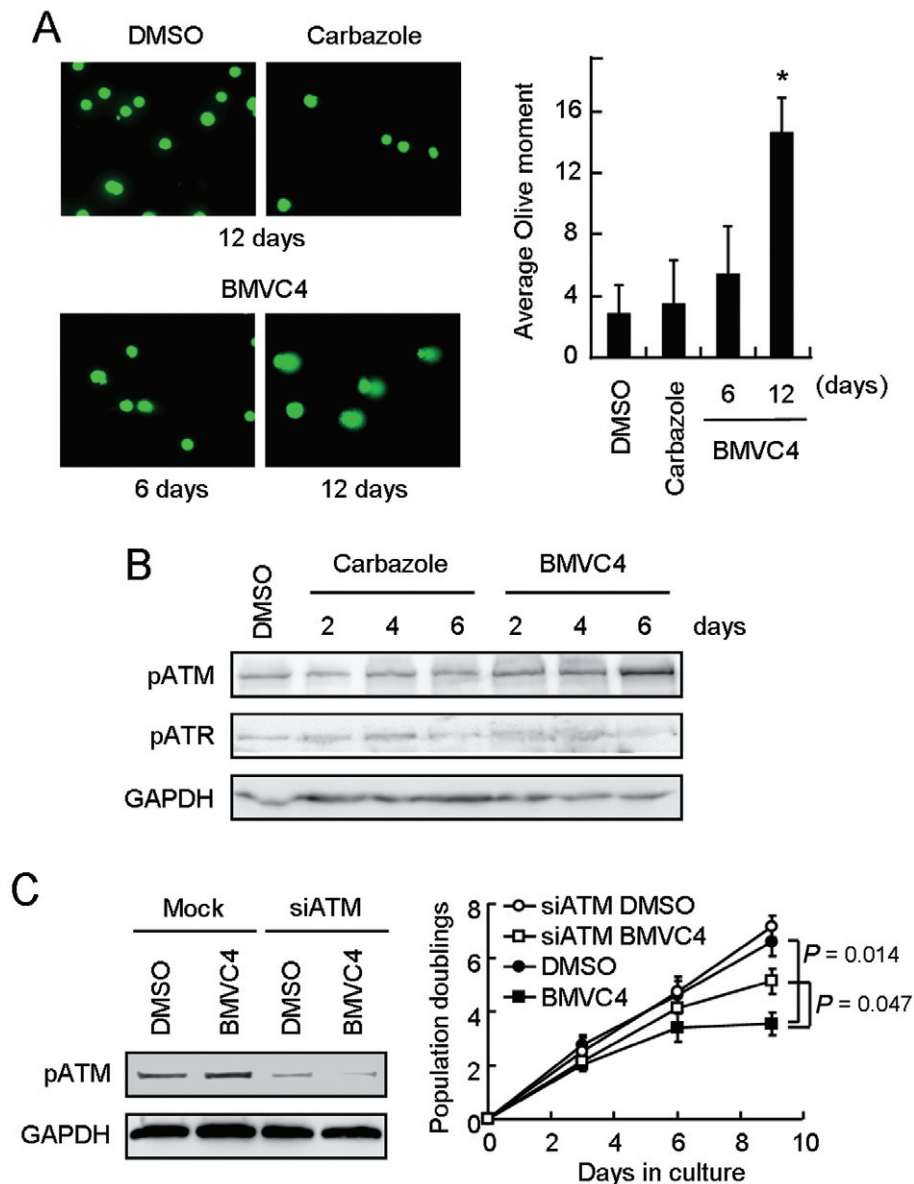 A
DMSO Carbazole
12 days
BMVC4
6 days 12 days
Average Olive moment
16
12
8
4
0
*
DMSO Carbazole 6 12 (days)
BMVC4
B
DMSO Carbazole BMVC4
2 4 6 2 4 6 days
pATM
pATR
GAPDH
C
Mock siATM
DMSO BMVC4 DMSO BMVC4
pATM
GAPDH
Population doublings
8
6
4
2
0
siATM DMSO
siATM BMVC4
DMSO
BMVC4
P = 0.014
P = 0.047
0 2 4 6 8 10
Days in culture